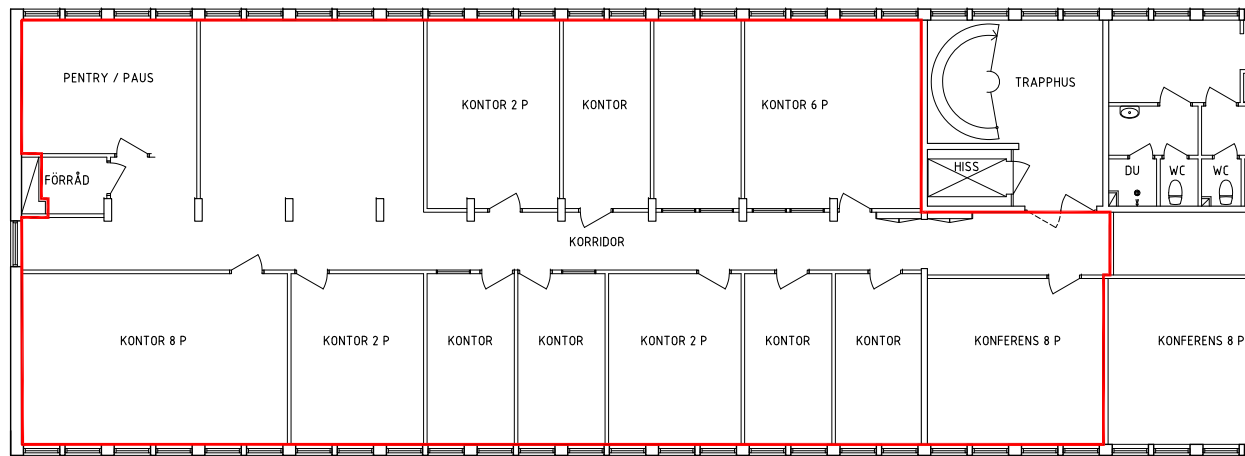 PENTRY / PAUS
TRAPPHUS
KONTOR 2 P
KONTOR
KONTOR 6 P
HISS
DU
WC
WC
FÖRRÅD
KORRIDOR
KONTOR 8 P
KONTOR 2 P
KONTOR
KONTOR
KONTOR 2 P
KONTOR
KONTOR
KONFERENS 8 P
KONFERENS 8 P